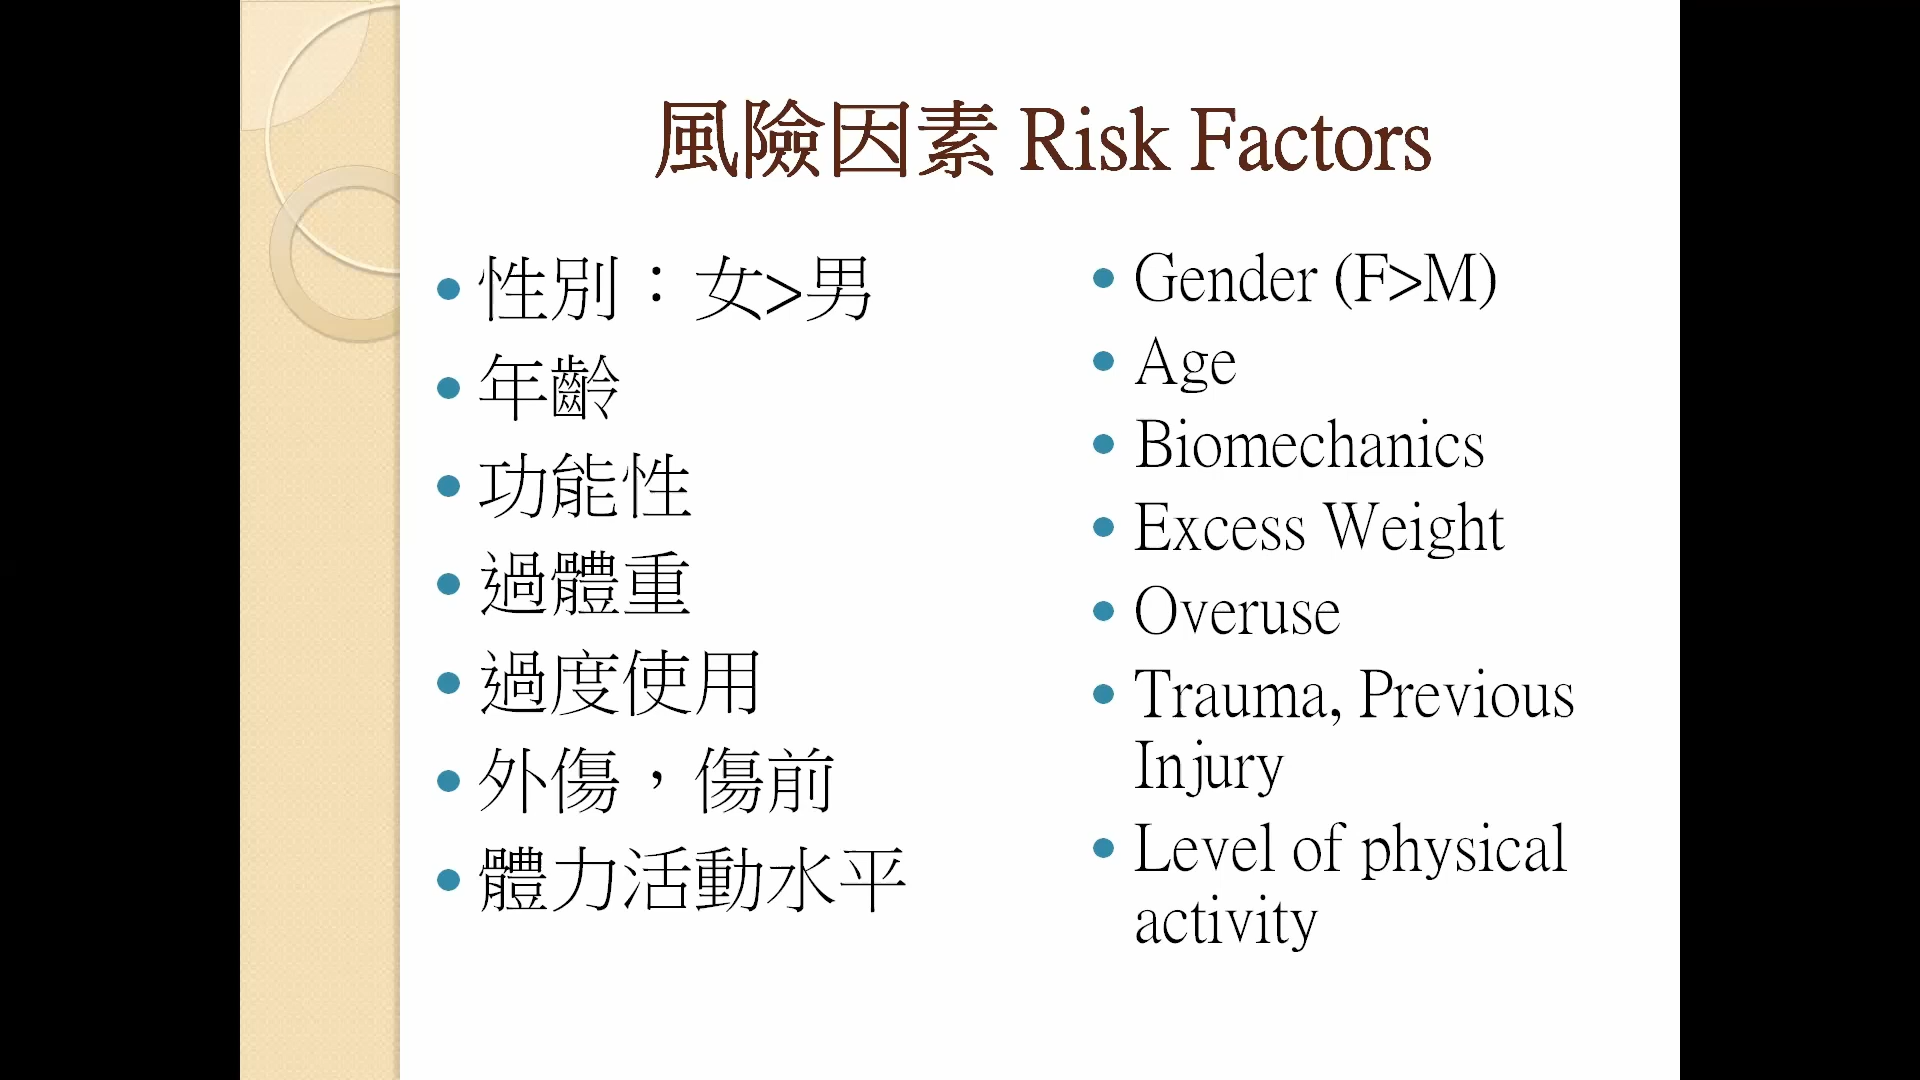 風險因素 Risk Factors
性別：女>男
年齡
功能性
過體重
過度使用
外傷，傷前
體力活動水平
Gender (F>M)
Age
Biomechanics
Excess Weight
Overuse
Trauma, Previous
Injury
Level of physical
activity